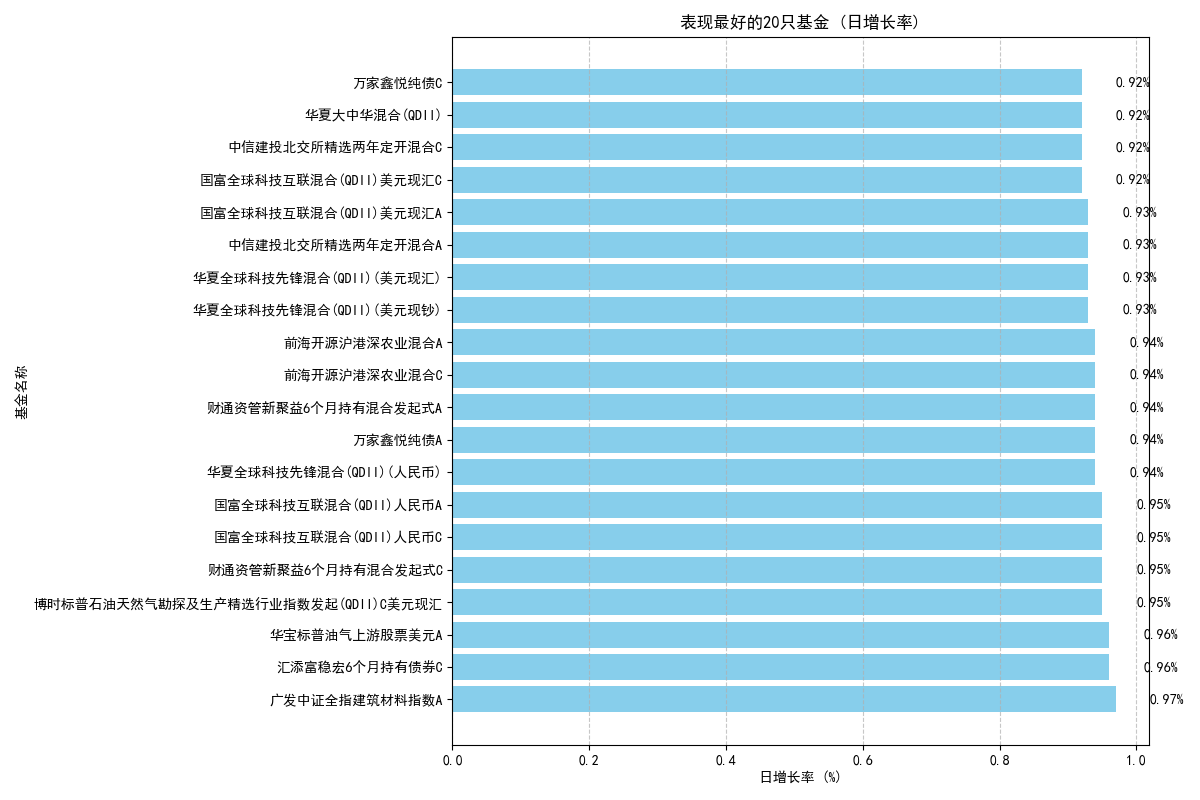 表现最好的20只基金 (日增长率)
万家鑫悦纯债C
0.92%
华夏大中华混合(QDII)
0.92%
中信建投北交所精选两年定开混合C
0.92%
国富全球科技互联混合(QDII)美元现汇C
0.92%
国富全球科技互联混合(QDII)美元现汇A
0.93%
中信建投北交所精选两年定开混合A
0.93%
华夏全球科技先锋混合(QDII)(美元现汇)
0.93%
华夏全球科技先锋混合(QDII)(美元现钞)
0.93%
前海开源沪港深农业混合A
0.94%
前海开源沪港深农业混合C
0.94%
财通资管新聚益6个月持有混合发起式A
0.94%
万家鑫悦纯债A
0.94%
华夏全球科技先锋混合(QDII)(人民币)
0.94%
国富全球科技互联混合(QDII)人民币A
0.95%
国富全球科技互联混合(QDII)人民币C
0.95%
财通资管新聚益6个月持有混合发起式C
0.95%
博时标普石油天然气勘探及生产精选行业指数发起(QDII)C美元现汇
0.95%
华宝标普油气上游股票美元A
0.96%
汇添富稳宏6个月持有债券C
0.96%
广发中证全指建筑材料指数A
0.97%
基金名称
0.0 0.2 0.4 0.6 0.8 1.0
日增长率 (%)